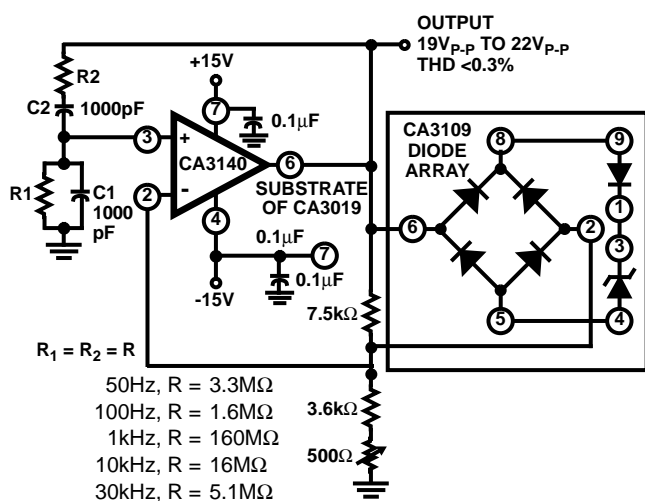 OUTPUT
19VP-P TO 22VP-P
THD <0.3%
+15V
R2
C2
1000pF
7
0.1μF
CA3109
DIODE
ARRAY
8
9
3
+
CA3140
6
2
-
SUBSTRATE
OF CA3019
R1
C1
1000
pF
4
0.1μF
7
0.1μF
-15V
6
2
1
3
5
4
7.5kΩ
R1 = R2 = R
50Hz, R = 3.3MΩ
100Hz, R = 1.6MΩ
1kHz, R = 160MΩ
10kHz, R = 16MΩ
30kHz, R = 5.1MΩ
3.6kΩ
500Ω